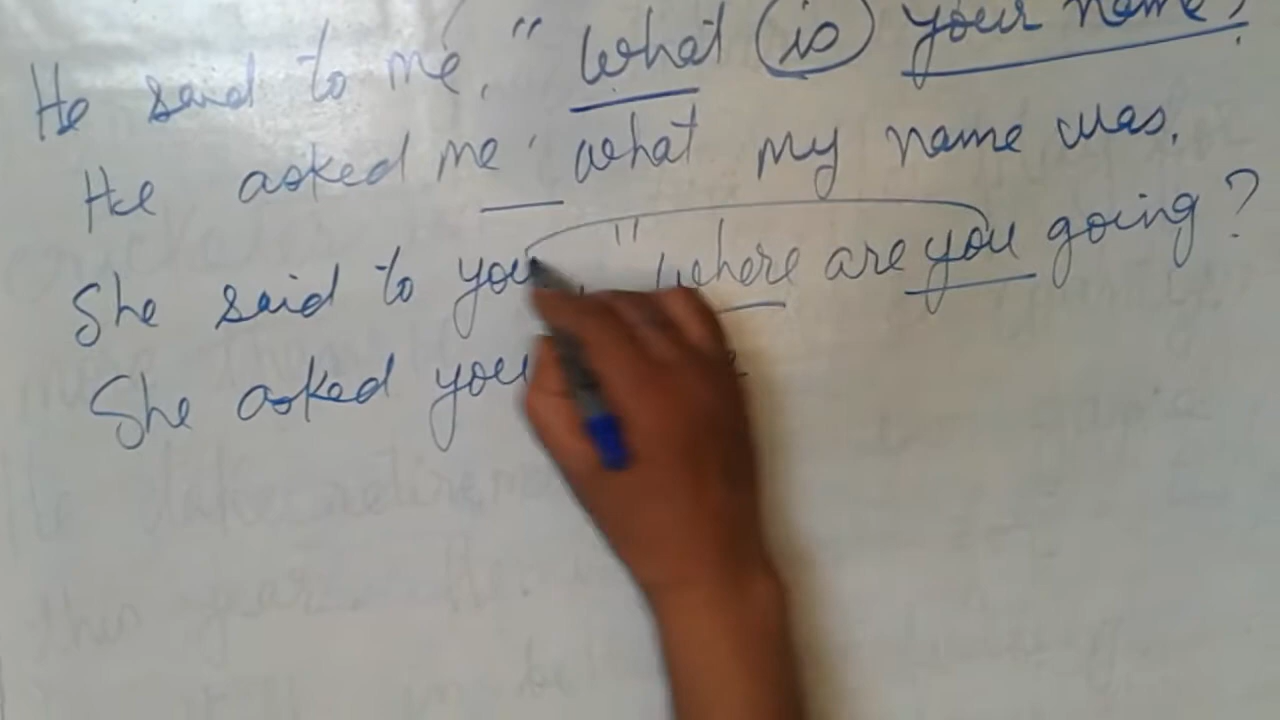 He said to me, " What is your name?
He asked me what my name was.
She said to you, " where are you going?
She asked you